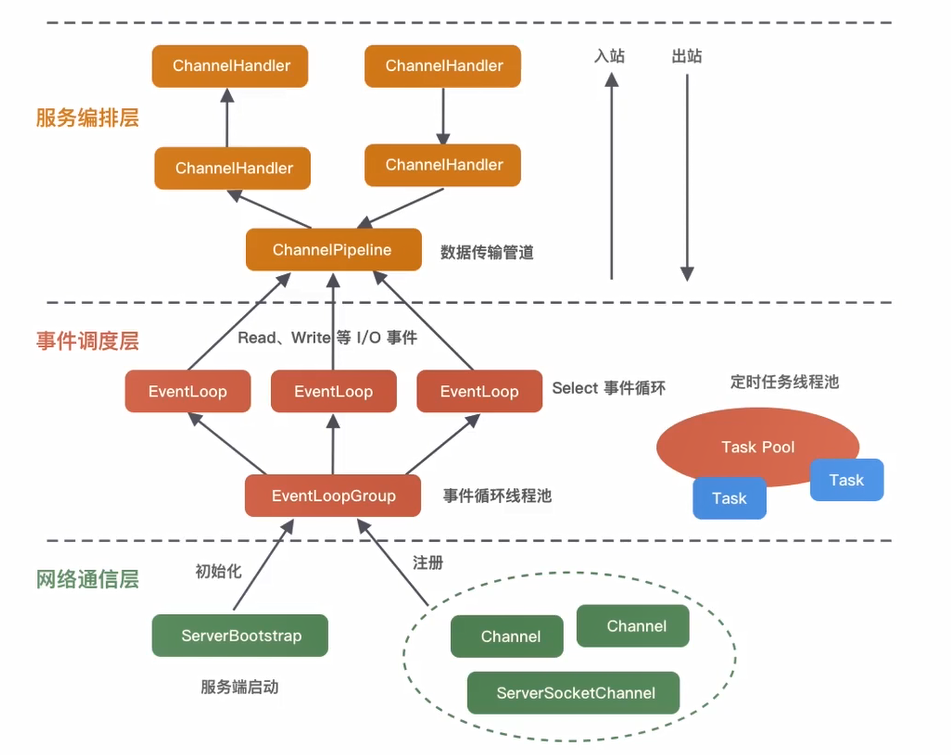 入站
出站
ChannelHandler
ChannelHandler
服务编排层
ChannelHandler
ChannelHandler
ChannelPipeline
数据传输管道
事件调度层
Read、Write 等 I/O 事件
EventLoop
EventLoop
EventLoop
Select 事件循环
定时任务线程池
Task Pool
Task
Task
EventLoopGroup
事件循环线程池
初始化
注册
网络通信层
ServerBootstrap
服务端启动
Channel
Channel
ServerSocketChannel